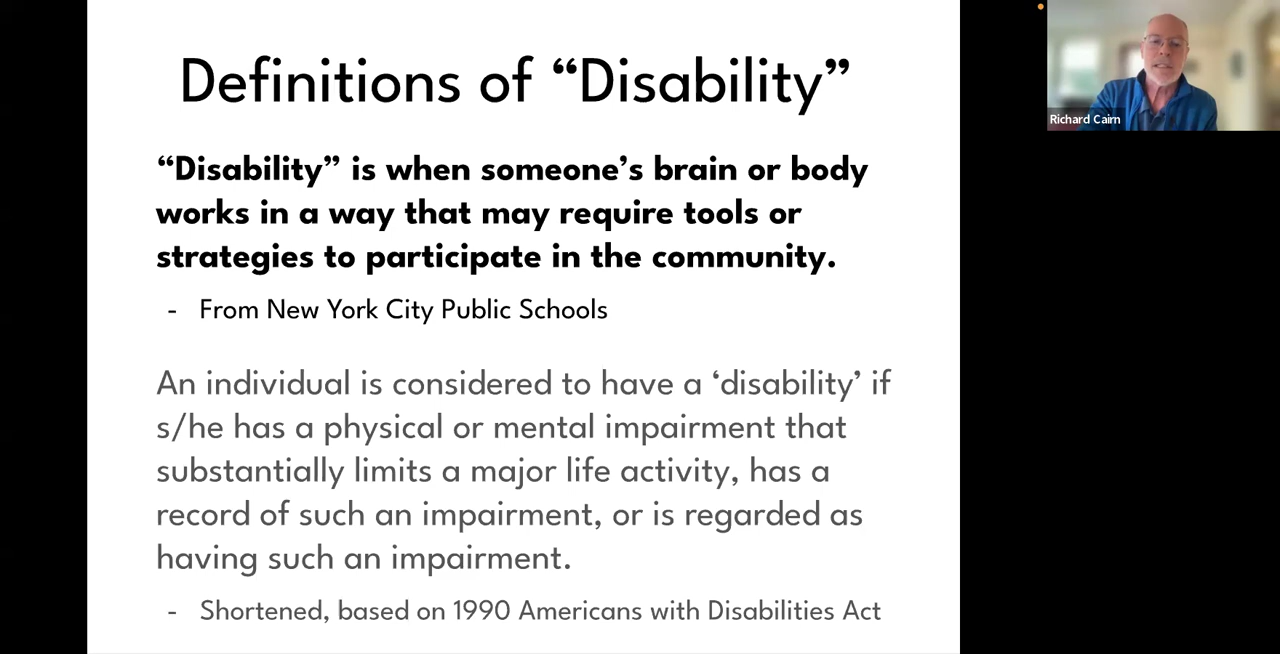 Definitions of “Disability”
“Disability” is when someone’s brain or body
works in a way that may require tools or
strategies to participate in the community.
- From New York City Public Schools
An individual is considered to have a ‘disability’ if
s/he has a physical or mental impairment that
substantially limits a major life activity, has a
record of such an impairment, or is regarded as
having such an impairment.
- Shortened, based on 1990 Americans with Disabilities Act
Richard Cairn